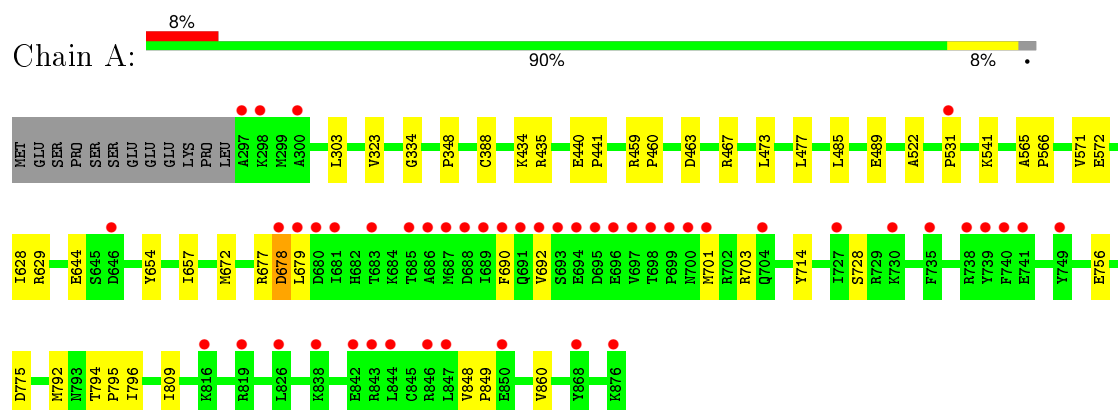 8%
Chain A:
90% 8%
MET GLU SER PRO SER SER GLU GLU GLU LYS PRO LEU A297 K298 M299 A300 L303 V323 G334 P348 C388 K434 R435 E440 P441 R459 P460 D463 R467 L473 L477 L485 E489 A522 P531 K541 A565 P566 V571 E572
I628 R629 E644 S645 D646 Y654 I657 M672 R677 D678 L679 D680 I681 H682 T683 K684 T685 A686 M687 D688 I689 F690 Q691 V692 S693 E694 D695 E696 V697 T698 P699 N700 M701 R702 R703 Q704 Y714 I727 S728 R729 K730 F735 R738 Y739 F740 E741 Y749 E756
D775 M792 N793 T794 P795 I796 I809 K816 R819 L826 K838 E842 R843 L844 C845 R846 L847 V848 P849 E850 V860 Y868 K876